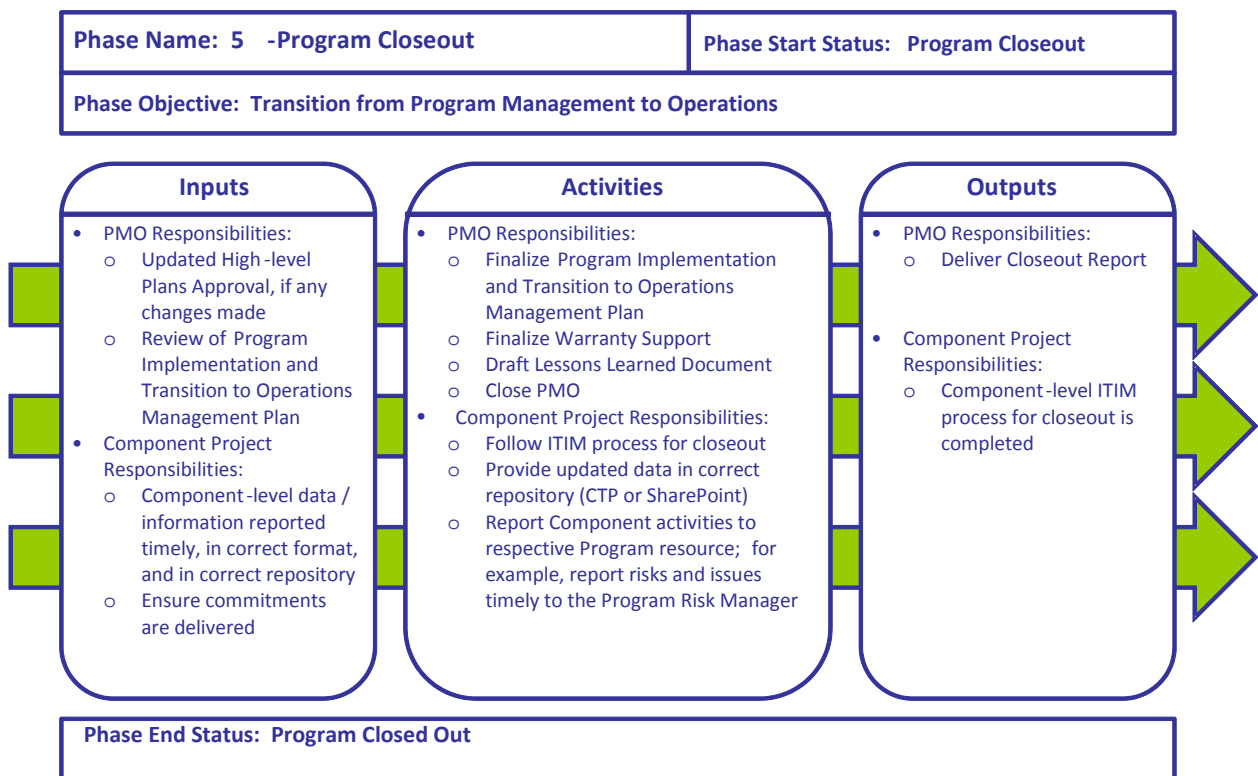 Phase Name: 5 -Program Closeout
Phase Start Status: Program Closeout
Phase Objective: Transition from Program Management to Operations
Inputs
• PMO Responsibilities:
o Updated High-level
Plans Approval, if any
changes made
o Review of Program
Implementation and
Transition to Operations
Management Plan
• Component Project
Responsibilities:
o Component-level data /
information reported
timely, in correct format,
and in correct repository
o Ensure commitments
are delivered
Activities
• PMO Responsibilities:
o Finalize Program Implementation
and Transition to Operations
Management Plan
o Finalize Warranty Support
o Draft Lessons Learned Document
o Close PMO
• Component Project Responsibilities:
o Follow ITIM process for closeout
o Provide updated data in correct
repository (CTP or SharePoint)
o Report Component activities to
respective Program resource; for
example, report risks and issues
timely to the Program Risk Manager
Outputs
• PMO Responsibilities:
o Deliver Closeout Report
• Component Project
Responsibilities:
o Component-level ITIM
process for closeout is
completed
Phase End Status: Program Closed Out